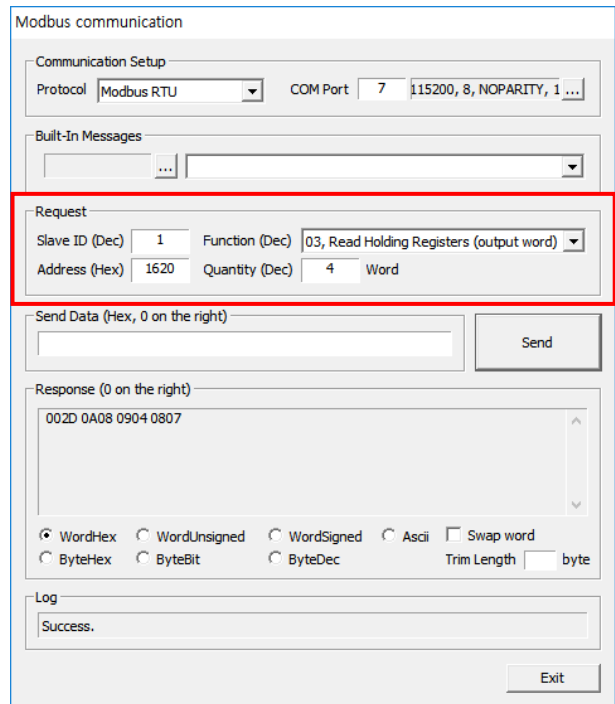 Modbus communication
Communication Setup
Protocol Modbus RTU COM Port 7 115200, 8, NOPARITY, 1 ...
Built-In Messages
...
Request
Slave ID (Dec) 1 Function (Dec) 03, Read Holding Registers (output word)
Address (Hex) 1620 Quantity (Dec) 4 Word
Send Data (Hex, 0 on the right)
Send
Response (0 on the right)
002D 0A08 0904 0807
WordHex WordUnsigned WordSigned Ascii Swap word
ByteHex ByteBit ByteDec Trim Length byte
Log
Success.
Exit